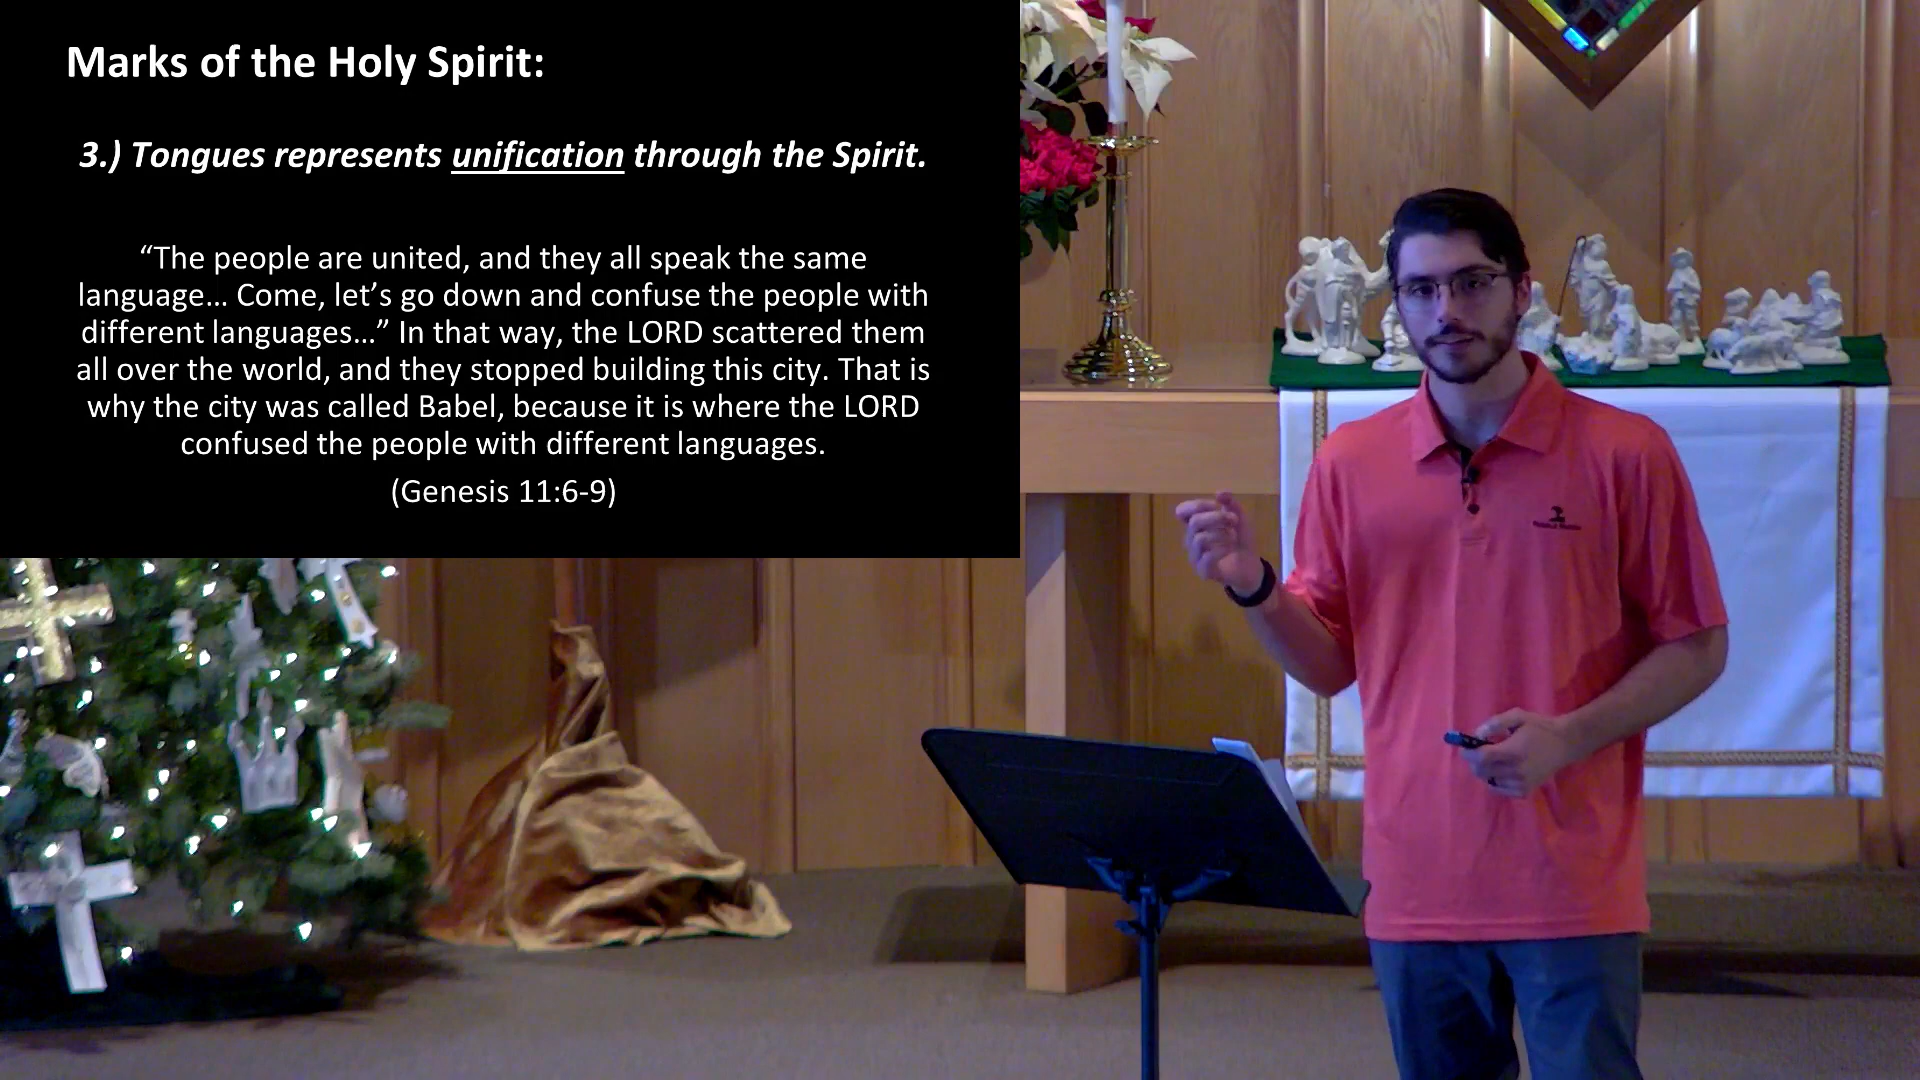 Marks of the Holy Spirit:
3.) Tongues represents unification through the Spirit.
“The people are united, and they all speak the same
language... Come, let’s go down and confuse the people with
different languages...” In that way, the LORD scattered them
all over the world, and they stopped building this city. That is
why the city was called Babel, because it is where the LORD
confused the people with different languages.
(Genesis 11:6-9)